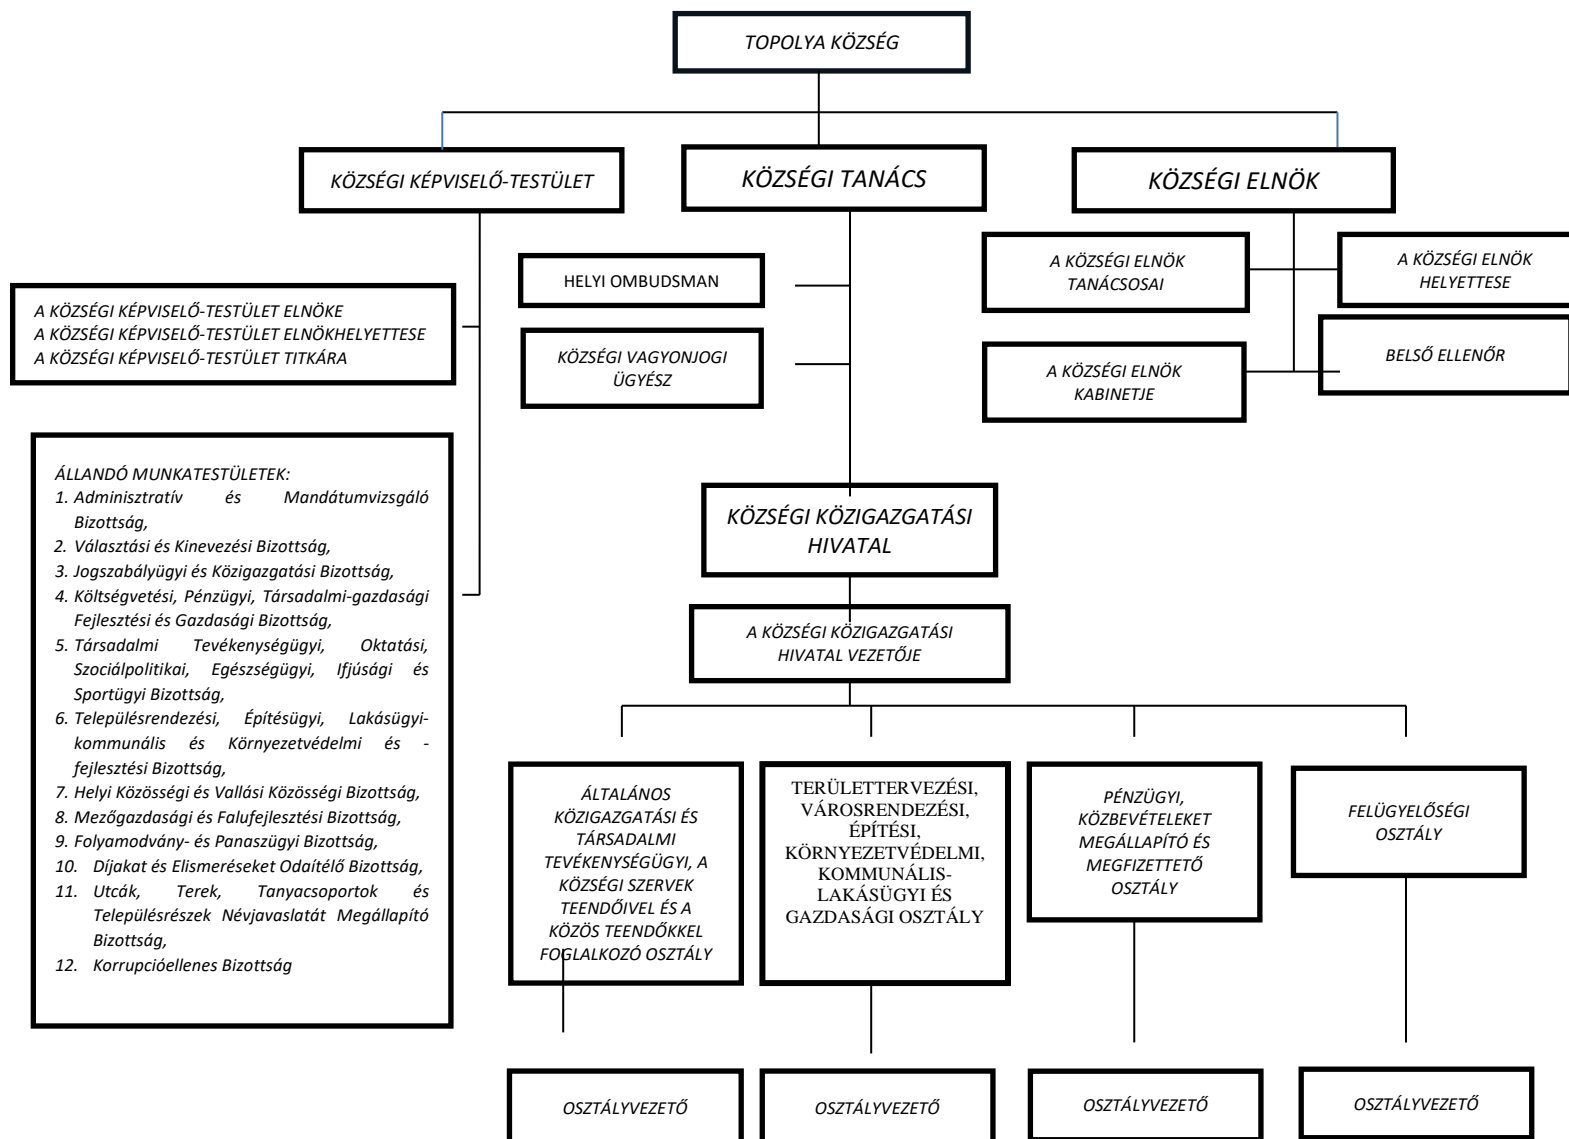 TOPOLYA KÖZSÉG
KÖZSÉGI KÉPVISELŐ-TESTÜLET
KÖZSÉGI TANÁCS
KÖZSÉGI ELNÖK
A KÖZSÉGI KÉPVISELŐ-TESTÜLET ELNÖKE
A KÖZSÉGI KÉPVISELŐ-TESTÜLET ELNÖKHELYETTESE
A KÖZSÉGI KÉPVISELŐ-TESTÜLET TITKÁRA
HELYI OMBUDSMAN
KÖZSÉGI VAGYONJOGI
ÜGYÉSZ
A KÖZSÉGI ELNÖK
TANÁCSOSAI
A KÖZSÉGI ELNÖK
HELYETTESE
A KÖZSÉGI ELNÖK
KABINETJE
BELSŐ ELLENŐR
ÁLLANDÓ MUNKATESTÜLETEK:
1. Adminisztratív és Mandátumvizsgáló
Bizottság,
2. Választási és Kinevezési Bizottság,
3. Jogszabályügyi és Közigazgatási Bizottság,
4. Költségvetési, Pénzügyi, Társadalmi-gazdasági
Fejlesztési és Gazdasági Bizottság,
5. Társadalmi Tevékenységügyi, Oktatási,
Szociálpolitikai, Egészségügyi, Ifjúsági és
Sportügyi Bizottság,
6. Településrendezési, Építésügyi, Lakásügyi-
kommunális és Környezetvédelmi és -
fejlesztési Bizottság,
7. Helyi Közösségi és Vallási Közösségi Bizottság,
8. Mezőgazdasági és Falufejlesztési Bizottság,
9. Folyamodvány- és Panaszügyi Bizottság,
10. Díjakat és Elismeréseket Odaítélő Bizottság,
11. Utcák, Terek, Tanyacsoportok és
Településrészek Névjavaslatát Megállapító
Bizottság,
12. Korrupcióellenes Bizottság
KÖZSÉGI KÖZIGAZGATÁSI
HIVATAL
A KÖZSÉGI KÖZIGAZGATÁSI
HIVATAL VEZETŐJE
ÁLTALÁNOS
KÖZIGAZGATÁSI ÉS
TÁRSADALMI
TEVÉKENYSÉGÜGYI, A
KÖZSÉGI SZERVEK
TEENDŐIVEL ÉS A
KÖZÖS TEENDŐKKEL
FOGLALKOZÓ OSZTÁLY
TERÜLETTERVEZÉSI,
VÁROSRENDEZÉSI,
ÉPÍTÉSI,
KÖRNYEZETVÉDELMI,
KOMMUNÁLIS-
LAKÁSÜGYI ÉS
GAZDASÁGI OSZTÁLY
PÉNZÜGYI,
KÖZBEVÉTELEKET
MEGÁLLAPÍTÓ ÉS
MEGFIZETTETŐ
OSZTÁLY
FELÜGYELŐSÉGI
OSZTÁLY
OSZTÁLYVEZETŐ
OSZTÁLYVEZETŐ
OSZTÁLYVEZETŐ
OSZTÁLYVEZETŐ